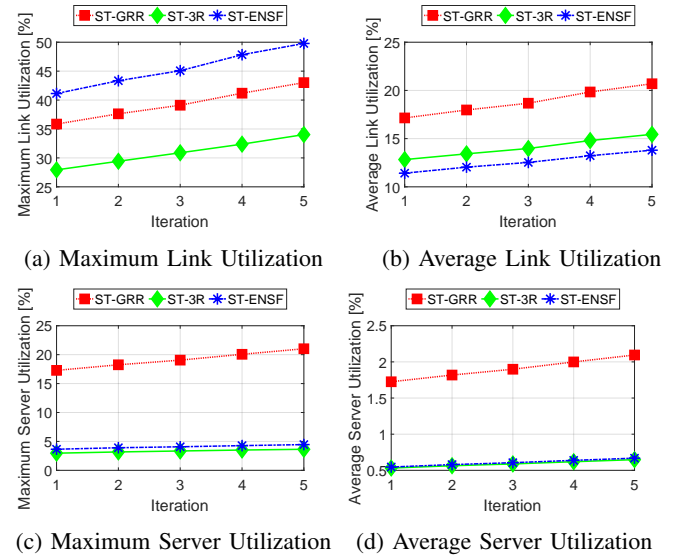 ST-GRR ST-3R ST-ENSF
Maximum Link Utilization [%]
50
45
40
35
30
25
1 2 3 4 5
Iteration
(a) Maximum Link Utilization
ST-GRR ST-3R ST-ENSF
Average Link Utilization [%]
25
20
15
10
1 2 3 4 5
Iteration
(b) Average Link Utilization
ST-GRR ST-3R ST-ENSF
Maximum Server Utilization [%]
25
20
15
10
5
0
1 2 3 4 5
Iteration
(c) Maximum Server Utilization
ST-GRR ST-3R ST-ENSF
Average Server Utilization [%]
2.5
2
1.5
1
0.5
1 2 3 4 5
Iteration
(d) Average Server Utilization